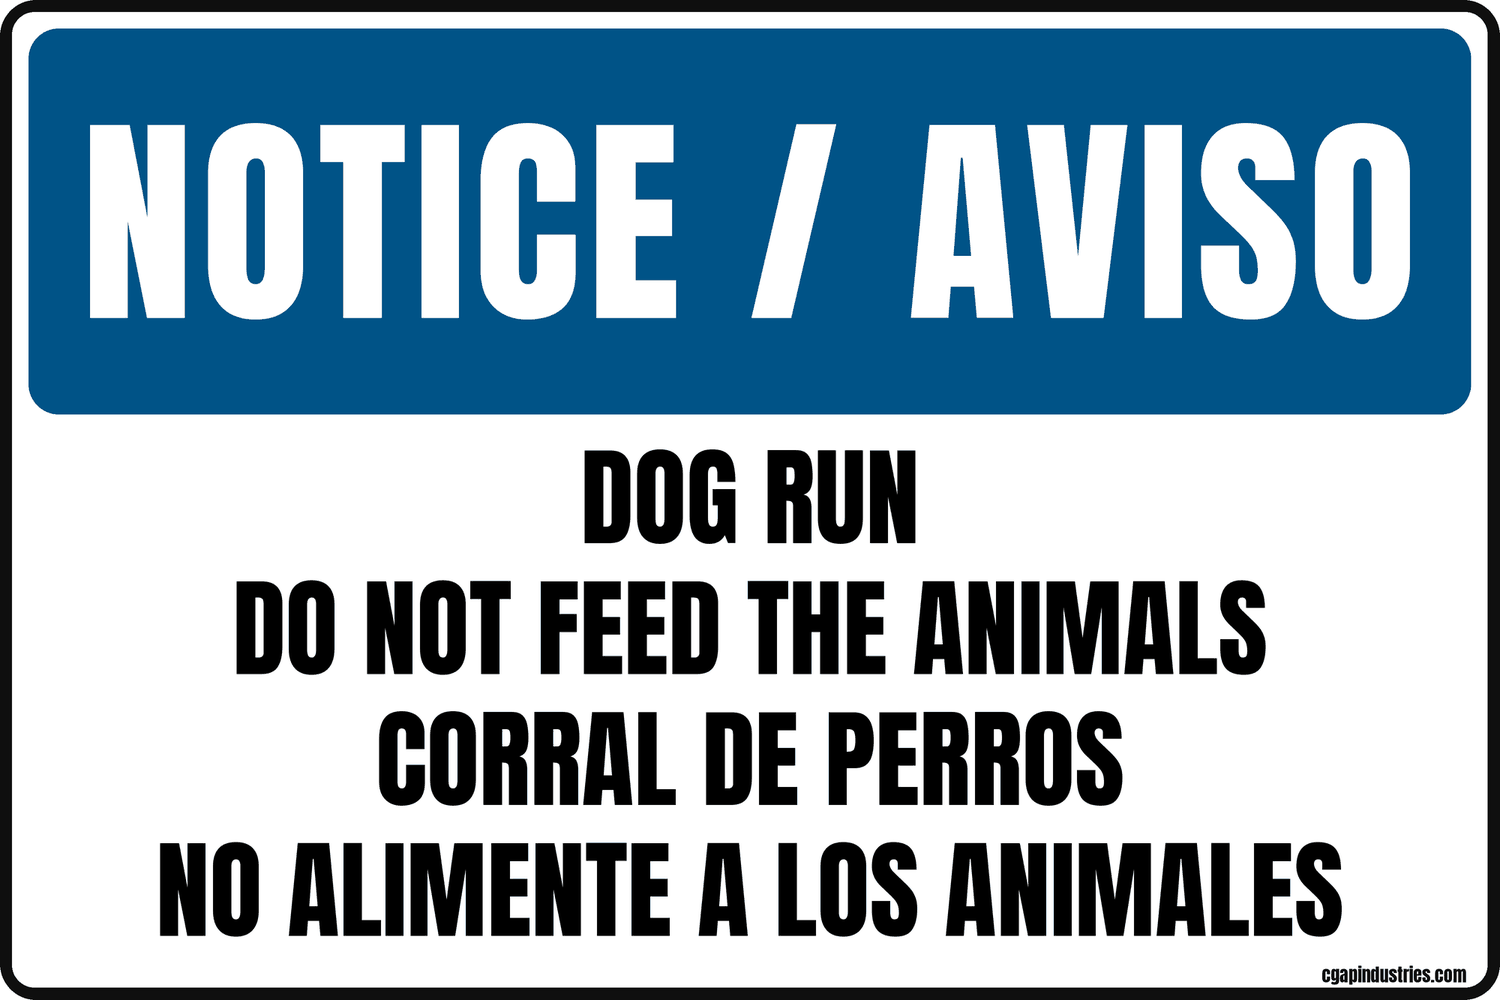 NOTICE / AVISO
DOG RUN
DO NOT FEED THE ANIMALS
CORRAL DE PERROS
NO ALIMENTE A LOS ANIMALES
cgapindustries.com